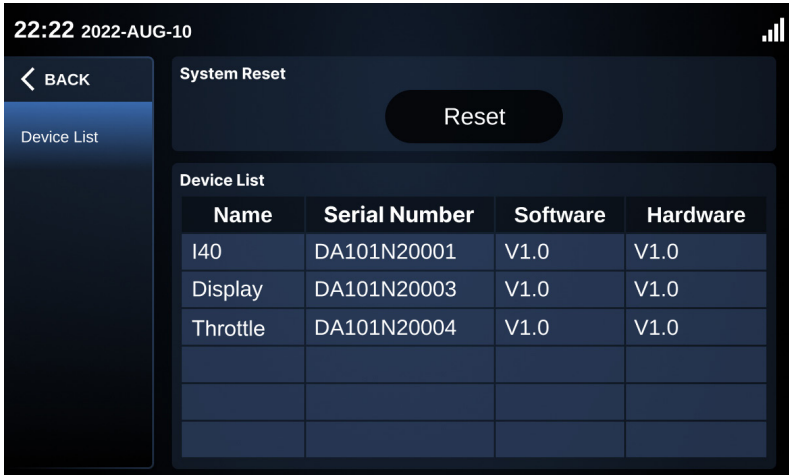 22:22 2022-AUG-10
BACK
Device List
System Reset
Reset
Device List
Name Serial Number Software Hardware
I40 DA101N20001 V1.0 V1.0
Display DA101N20003 V1.0 V1.0
Throttle DA101N20004 V1.0 V1.0